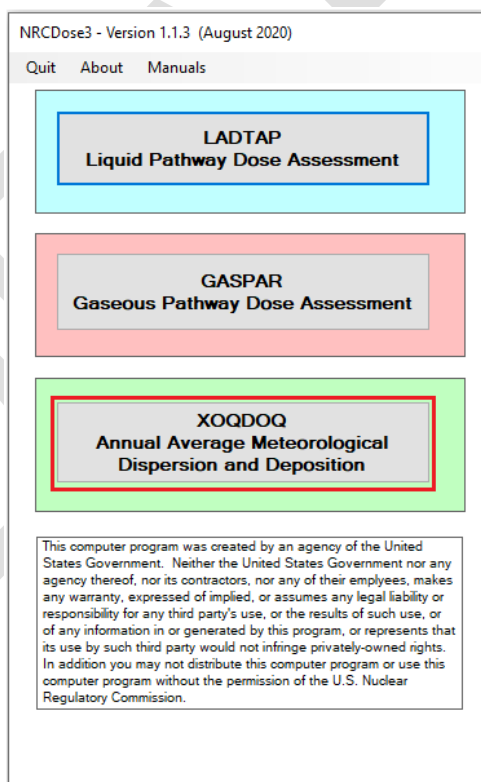 NRCDose3 - Version 1.1.3 (August 2020)
Quit About Manuals
LADTAP
Liquid Pathway Dose Assessment
GASPAR
Gaseous Pathway Dose Assessment
XOQDOQ
Annual Average Meteorological
Dispersion and Deposition
This computer program was created by an agency of the United
States Government. Neither the United States Government nor any
agency thereof, nor its contractors, nor any of their emplyees, makes
any warranty, expressed of implied, or assumes any legal liability or
responsibility for any third party's use, or the results of such use, or
of any information in or generated by this program, or represents that
its use by such third party would not infringe privately-owned rights.
In addition you may not distribute this computer program or use this
computer program without the permission of the U.S. Nuclear
Regulatory Commission.